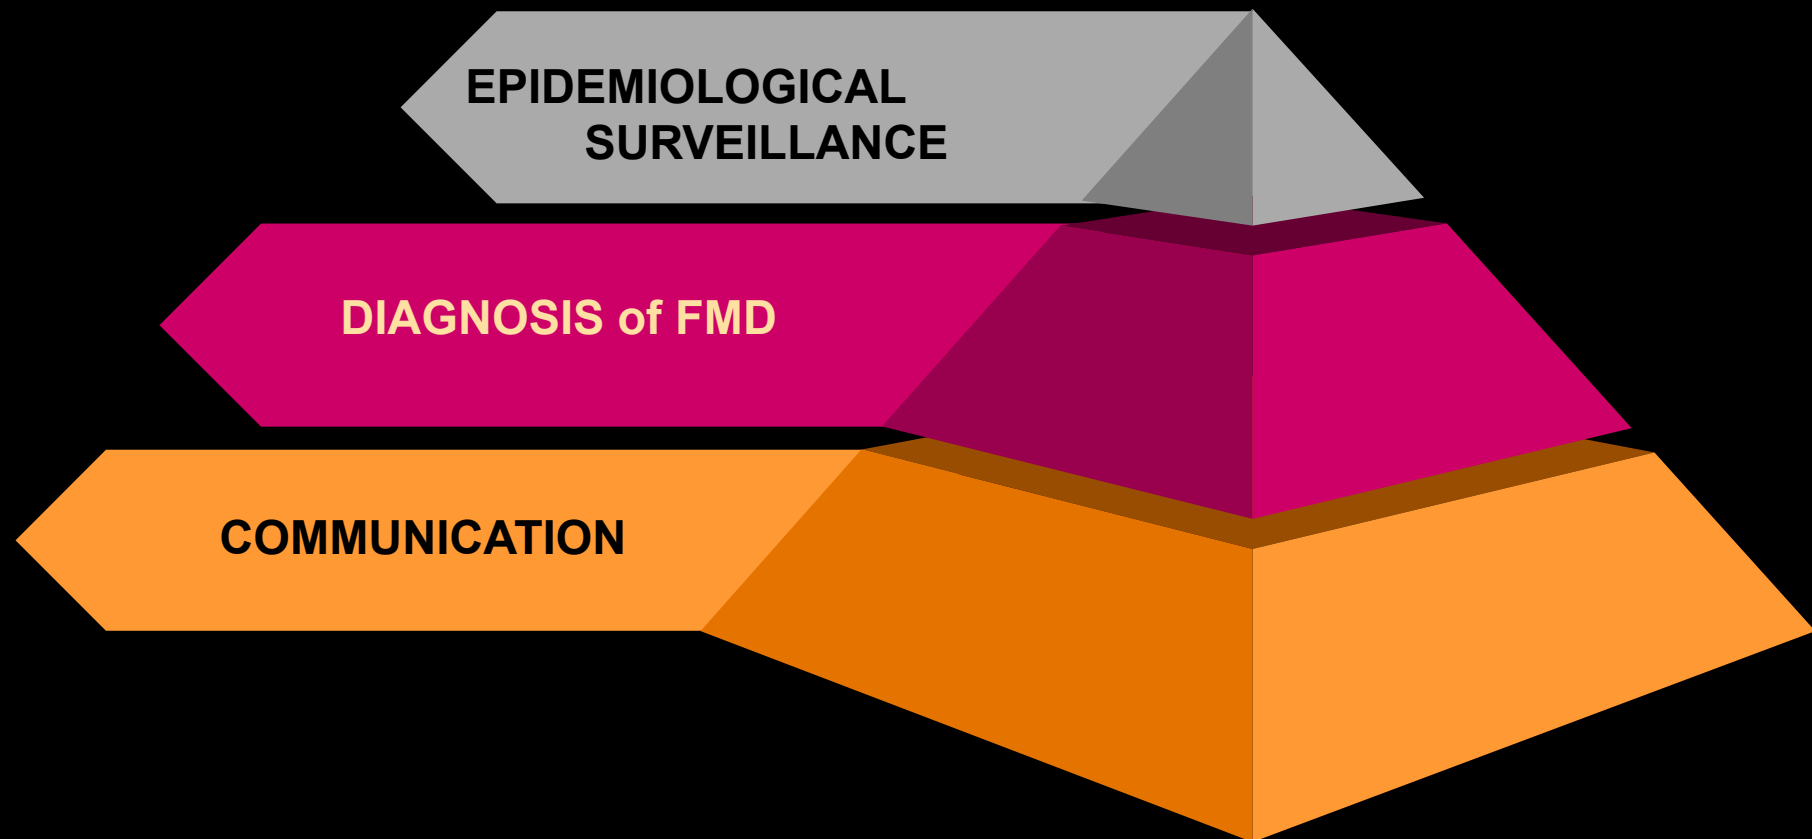 EPIDEMIOLOGICAL
SURVEILLANCE
DIAGNOSIS of FMD
COMMUNICATION